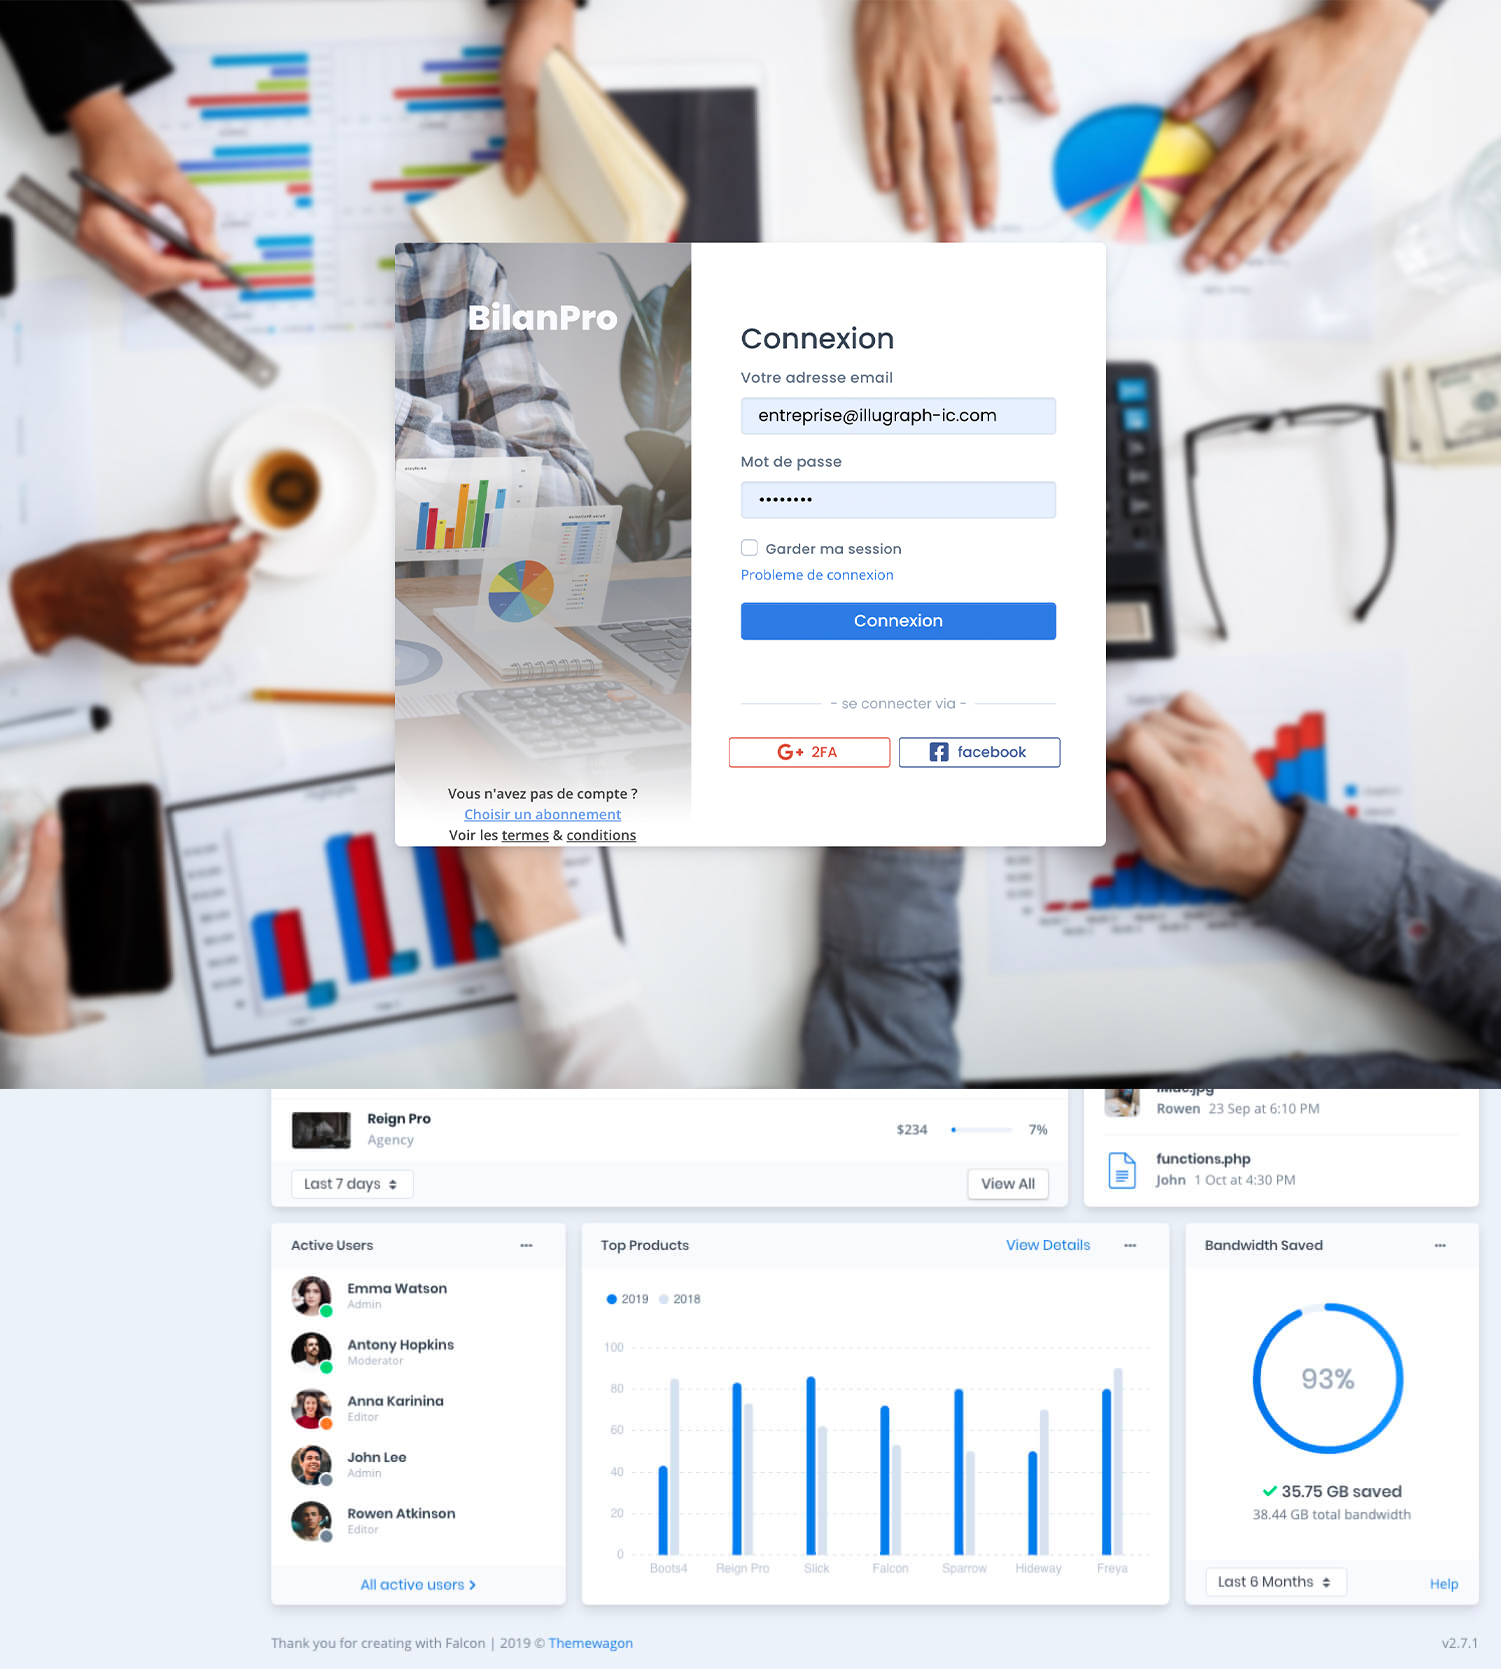 BilanPro
Connexion
Votre adresse email
entreprise@illugraph-ic.com
Mot de passe
••••••••
Garder ma session
Probleme de connexion
Connexion
- se connecter via -
G+ 2FA
facebook
Vous n'avez pas de compte ?
Choisir un abonnement
Voir les termes & conditions
Reign Pro
Agency
$234
7%
Last 7 days
View All
iMac.jpg
Rowen 23 Sep at 6:10 PM
functions.php
John 1 Oct at 4:30 PM
Active Users
Emma Watson
Admin
Antony Hopkins
Moderator
Anna Karinina
Editor
John Lee
Admin
Rowen Atkinson
Editor
All active users
Top Products
View Details
2019 2018
100
80
60
40
20
0
Boots4 Reign Pro Slick Falcon Sparrow Hideway Freya
Bandwidth Saved
93%
35.75 GB saved
38.44 GB total bandwidth
Last 6 Months
Help
Thank you for creating with Falcon | 2019 © Themewagon
v2.7.1